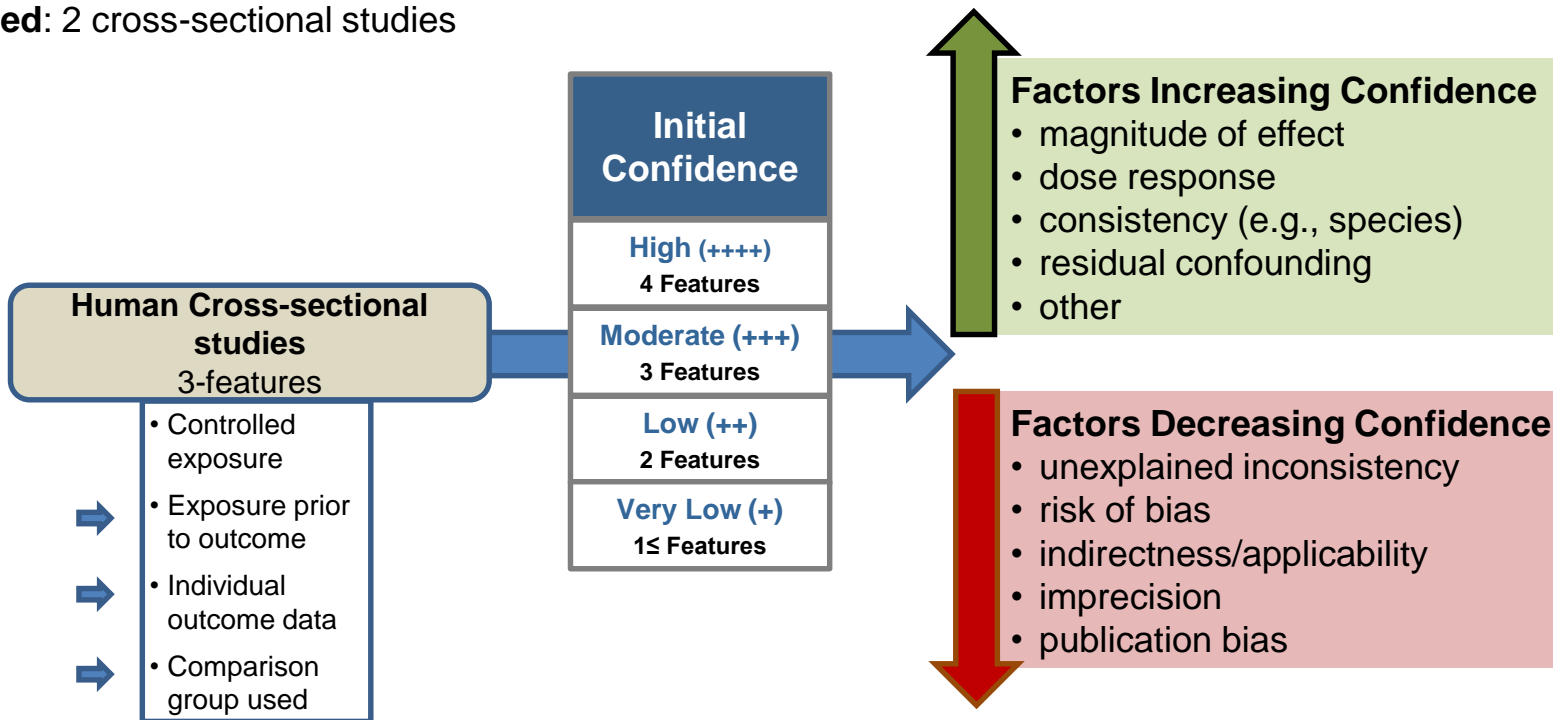 ed: 2 cross-sectional studies
Human Cross-sectional
studies
3-features
• Controlled
exposure
• Exposure prior
to outcome
• Individual
outcome data
• Comparison
group used
Initial
Confidence
High (++++)
4 Features
Moderate (+++)
3 Features
Low (++)
2 Features
Very Low (+)
1≤ Features
Factors Increasing Confidence
• magnitude of effect
• dose response
• consistency (e.g., species)
• residual confounding
• other
Factors Decreasing Confidence
• unexplained inconsistency
• risk of bias
• indirectness/applicability
• imprecision
• publication bias